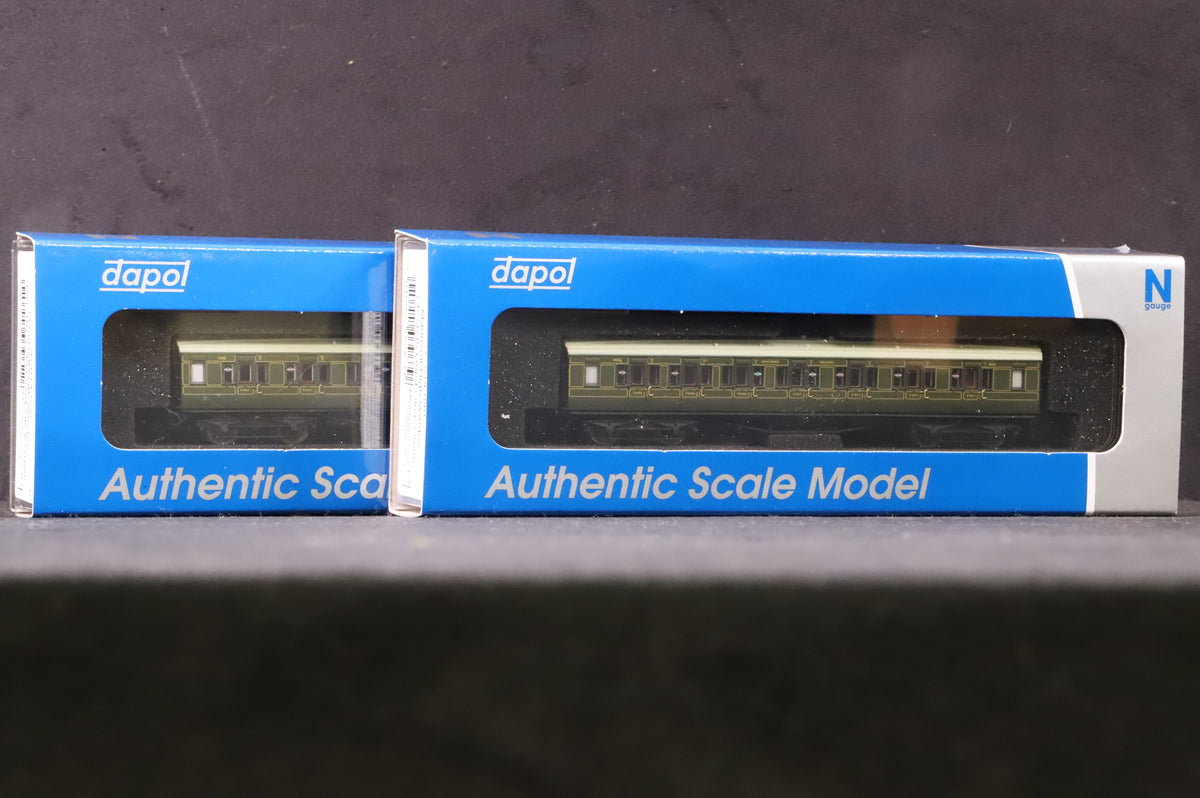 dapol
Authentic Sca
dapol
N
gauge
Authentic Scale Model